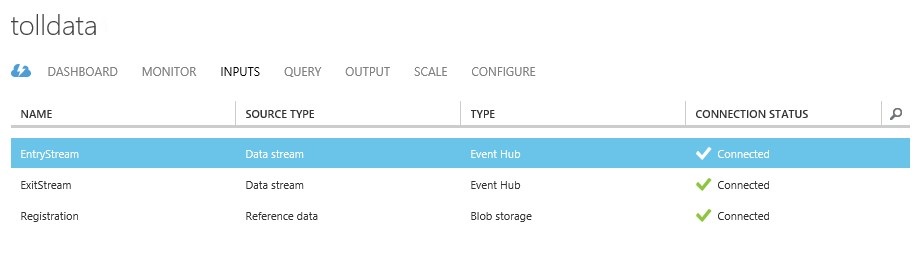 tolldata
DASHBOARD MONITOR INPUTS QUERY OUTPUT SCALE CONFIGURE
NAME SOURCE TYPE TYPE CONNECTION STATUS
EntryStream Data stream Event Hub Connected
ExitStream Data stream Event Hub Connected
Registration Reference data Blob storage Connected